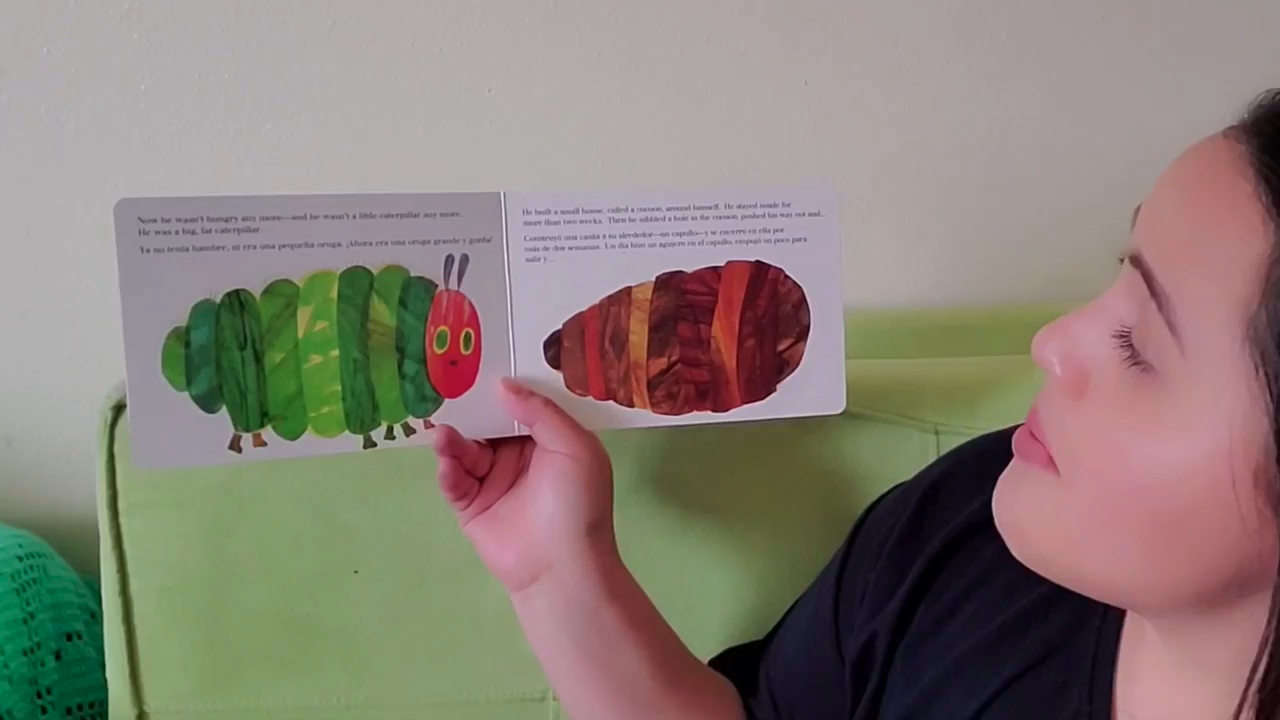 Now he wasn't hungry any more—and he wasn't a little caterpillar any more.
He was a big, fat caterpillar.
Ya no tenía hambre, ni era una pequeña oruga. ¡Ahora era una oruga grande y gorda!
He built a small house, called a cocoon, around himself. He stayed inside for
more than two weeks. Then he nibbled a hole in the cocoon, pushed his way out and...
Construyó una casita a su alrededor—un capullo—y se encerró en ella por
más de dos semanas. Un día hizo un agujero en el capullo, empujó un poco para
salir y...